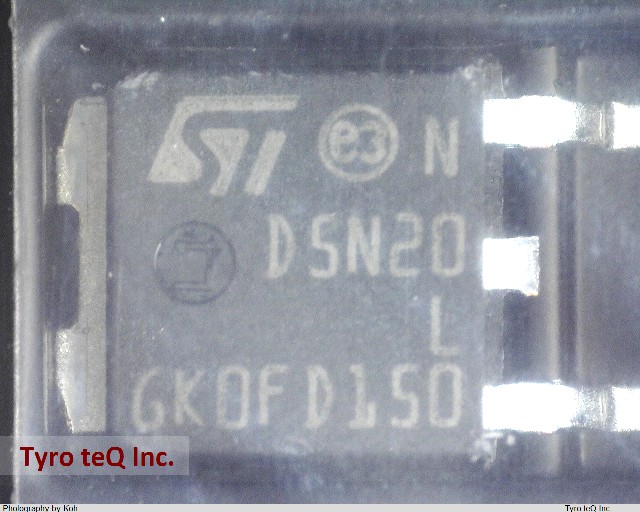 ST e3 N
D5N20
L
GK0FD150
Tyro teQ Inc.
Photography by Koh
Tyro teQ Inc.